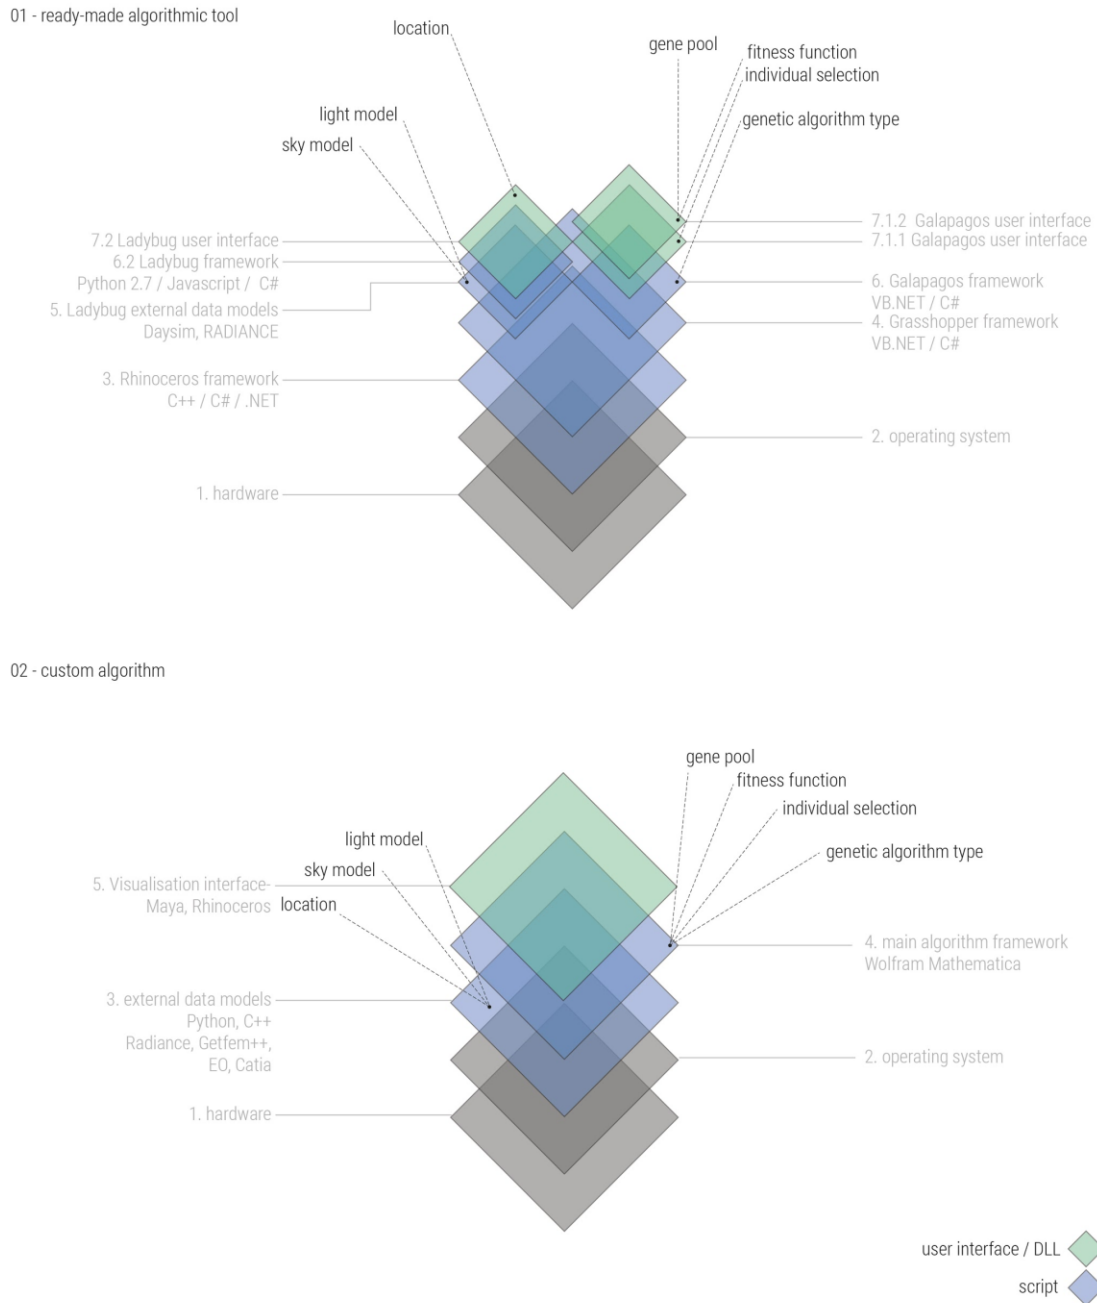 01 - ready-made algorithmic tool
location
gene pool
fitness function
individual selection
light model
genetic algorithm type
sky model
7.2 Ladybug user interface
6.2 Ladybug framework
Python 2.7 / Javascript / C#
5. Ladybug external data models
Daysim, RADIANCE
3. Rhinoceros framework
C++ / C# / .NET
1. hardware
7.1.2 Galapagos user interface
7.1.1 Galapagos user interface
6. Galapagos framework
VB.NET / C#
4. Grasshopper framework
VB.NET / C#
2. operating system
02 - custom algorithm
gene pool
fitness function
individual selection
genetic algorithm type
light model
sky model
location
5. Visualisation interface
Maya, Rhinoceros
3. external data models
Python, C++
Radiance, Getfem++,
EO, Catia
1. hardware
4. main algorithm framework
Wolfram Mathematica
2. operating system
user interface / DLL
script